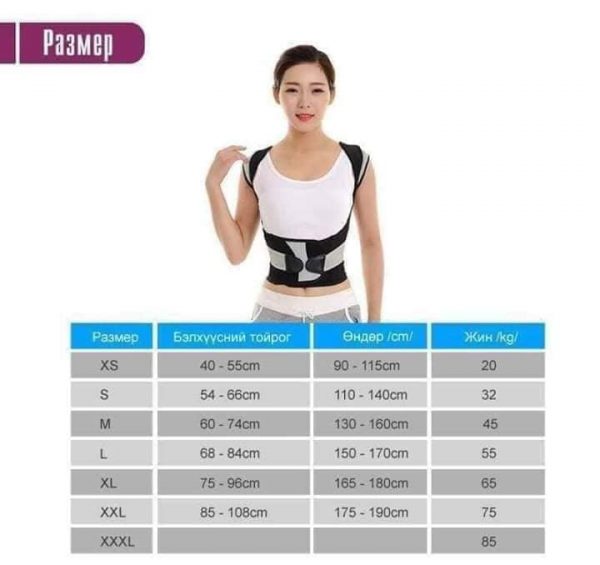 Размер
Размер Бэлхүүсний тойрог Өндөр /cm/ Жин /kg/
XS 40 - 55cm 90 - 115cm 20
S 54 - 66cm 110 - 140cm 32
M 60 - 74cm 130 - 160cm 45
L 68 - 84cm 150 - 170cm 55
XL 75 - 96cm 165 - 180cm 65
XXL 85 - 108cm 175 - 190cm 75
XXXL 85